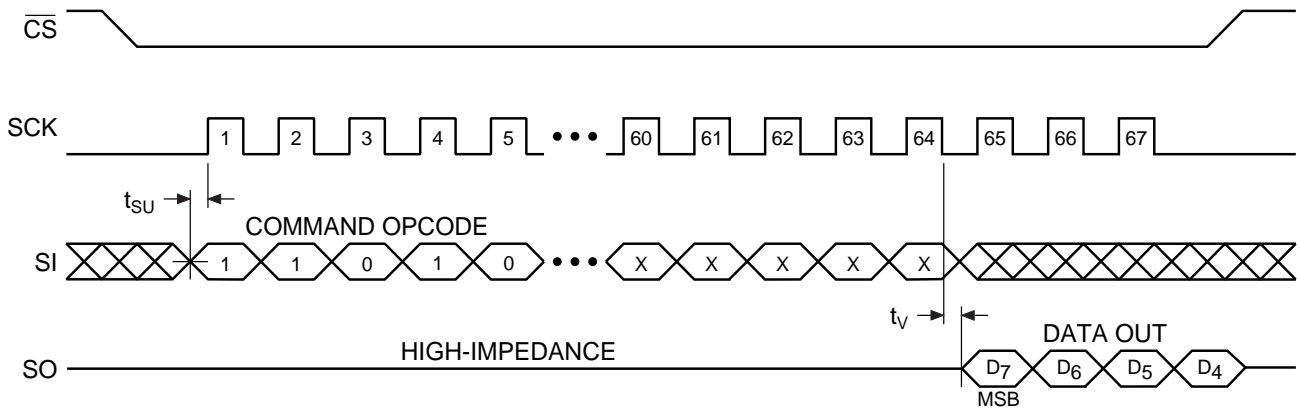 CS
SCK
1 2 3 4 5 ••• 60 61 62 63 64 65 66 67
tSU
COMMAND OPCODE
SI
1 1 0 1 0 ••• X X X X X
tV
DATA OUT
HIGH-IMPEDANCE
SO
D7 D6 D5 D4
MSB